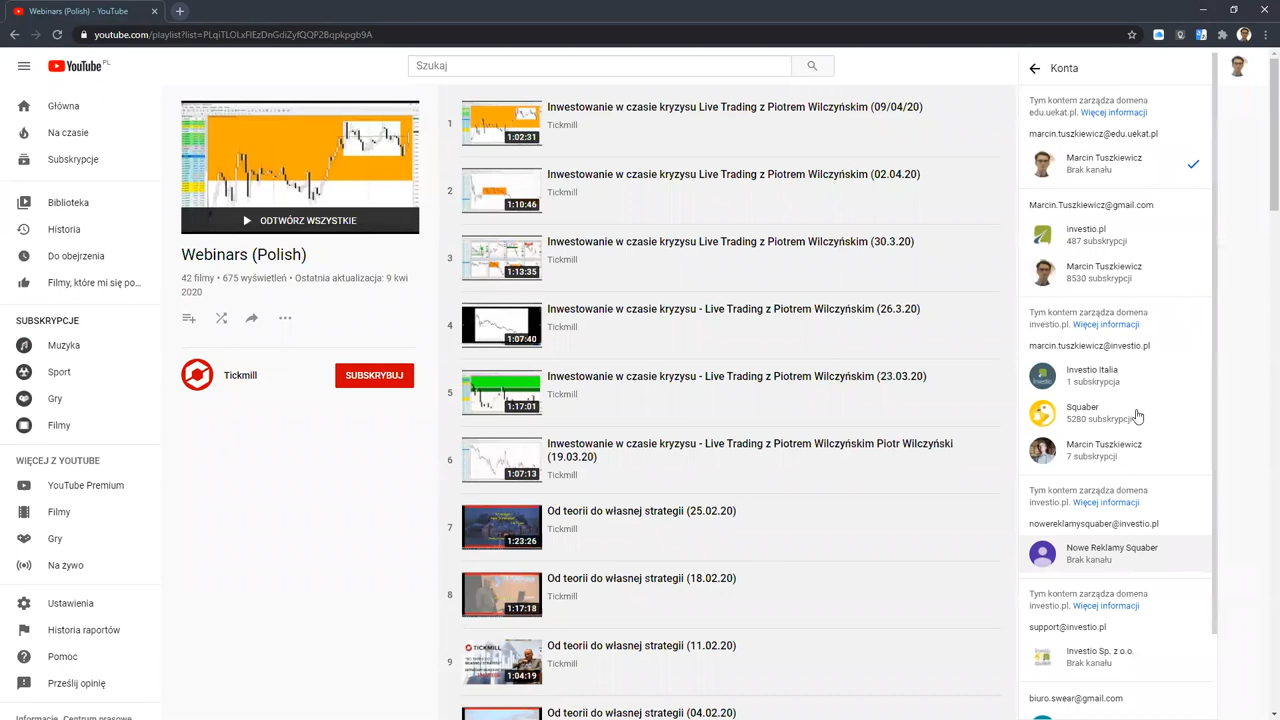 Webinars (Polish) - YouTube
youtube.com/playlist?list=PLqiTLOLxFlEzDnGdiZyfQQP2Bqpkpgb9A
YouTube PL
Szukaj
Główna
Na czasie
Subskrypcje
Biblioteka
Historia
Do obejrzenia
Filmy, które mi się po...
SUBSKRYPCJE
Muzyka
Sport
Gry
Filmy
WIĘCEJ Z YOUTUBE
YouTube Premium
Filmy
Gry
Na żywo
Ustawienia
Historia raportów
Pomoc
Prześlij opinię
Informacje Centrum prasowe
ODTWÓRZ WSZYSTKIE
Webinars (Polish)
42 filmy • 675 wyświetleń • Ostatnia aktualizacja: 9 kwi
2020
Tickmill
SUBSKRYBUJ
1:02:31
Inwestowanie w czasie kryzysu Live Trading z Piotrem Wilczyńskim (09/04/20)
Tickmill
2
1:10:46
Inwestowanie w czasie kryzysu Live Trading z Piotrem Wilczyńskim (02.04.20)
Tickmill
3
1:13:35
Inwestowanie w czasie kryzysu Live Trading z Piotrem Wilczyńskim (30.3.20)
Tickmill
4
1:07:40
Inwestowanie w czasie kryzysu - Live Trading z Piotrem Wilczyńskim (26.3.20)
Tickmill
5
1:17:01
Inwestowanie w czasie kryzysu - Live Trading z Piotrem Wilczyńskim (23.03.20)
Tickmill
6
1:07:13
Inwestowanie w czasie kryzysu - Live Trading z Piotrem Wilczyńskim Piotr Wilczyński
(19.03.20)
Tickmill
7
1:23:26
Od teorii do własnej strategii (25.02.20)
Tickmill
8
1:17:18
Od teorii do własnej strategii (18.02.20)
Tickmill
9
TICKMILL
1:04:19
Od teorii do własnej strategii (11.02.20)
Tickmill
Od teorii do własnej strategii (04.02.20)
Konta
Tym kontem zarządza domena
edu.uekat.pl. Więcej informacji
marcin.tuszkiewicz@edu.uekat.pl
Marcin Tuszkiewicz
Brak kanału
Marcin.Tuszkiewicz@gmail.com
investio.pl
487 subskrypcji
Marcin Tuszkiewicz
8530 subskrypcji
Tym kontem zarządza domena
investio.pl. Więcej informacji
marcin.tuszkiewicz@investio.pl
Investio
Investio Italia
1 subskrypcja
Squaber
5280 subskrypcji
Marcin Tuszkiewicz
7 subskrypcji
Tym kontem zarządza domena
investio.pl. Więcej informacji
nowereklamysquaber@investio.pl
Nowe Reklamy Squaber
Brak kanału
Tym kontem zarządza domena
investio.pl. Więcej informacji
support@investio.pl
Investio Sp. z o.o.
Brak kanału
biuro.swear@gmail.com